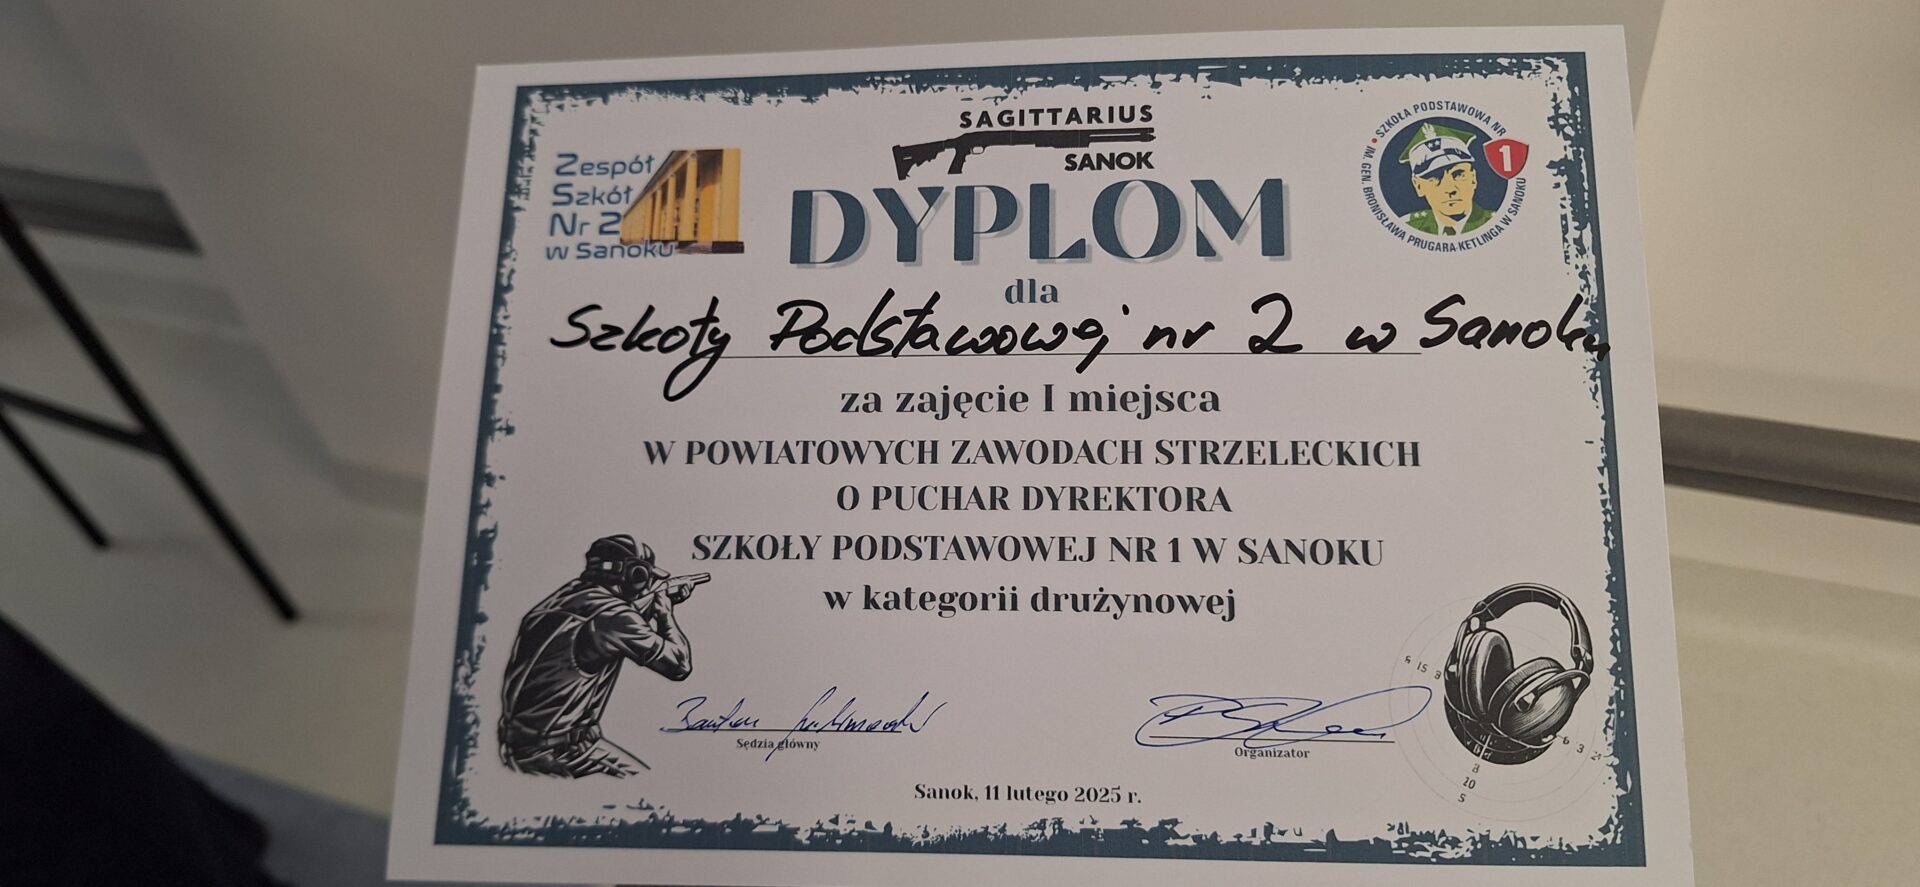 SAGITTARIUS
SANOK
Zespół
Szkół
Nr 2
w Sanoku
SZKOŁA PODSTAWOWA NR 1
IM. GEN. BRONISŁAWA PRUGARA-KETLINGA W SANOKU
DYPLOM
dla
Szkoły Podstawowej nr 2 w Sanoku
za zajęcie I miejsca
W POWIATOWYCH ZAWODACH STRZELECKICH
O PUCHAR DYREKTORA
SZKOŁY PODSTAWOWEJ NR 1 W SANOKU
w kategorii drużynowej
Sędzia główny
Organizator
Sanok, 11 lutego 2025 r.